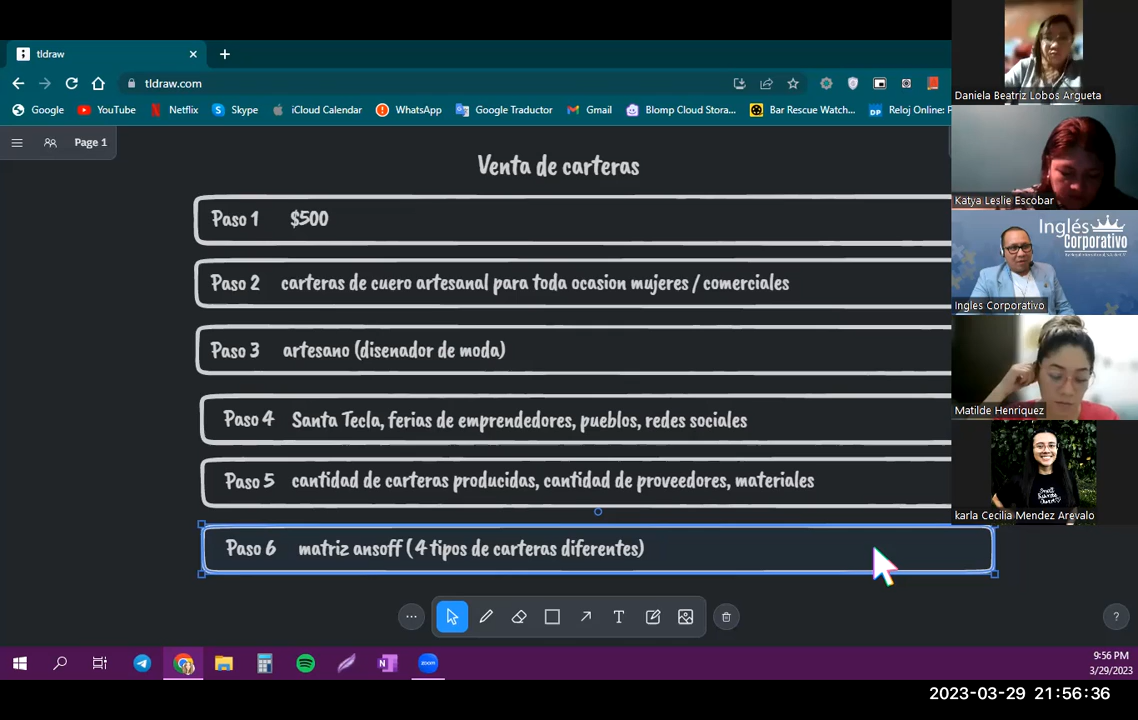 tldraw
tldraw.com
Google
YouTube
Netflix
Skype
iCloud Calendar
WhatsApp
Google Traductor
Gmail
Blomp Cloud Stora...
Bar Rescue Watch...
DP
Reloj Online:
Page 1
Venta de carteras
Paso 1 $500
Paso 2 carteras de cuero artesanal para toda ocasion mujeres / comerciales
Paso 3 artesano (disenador de moda)
Paso 4 Santa Tecla, ferias de emprendedores, pueblos, redes sociales
Paso 5 cantidad de carteras producidas, cantidad de proveedores, materiales
Paso 6 matriz ansoff (4 tipos de carteras diferentes)
Daniela Beatriz Lobos Argueta
Katya Leslie Escobar
Inglés
Corporativo
Ingles Corporativo
Matilde Henriquez
karla Cecilia Mendez Arevalo
T
?
N
zoom
9:56 PM
3/29/2023
2023-03-29 21:56:36